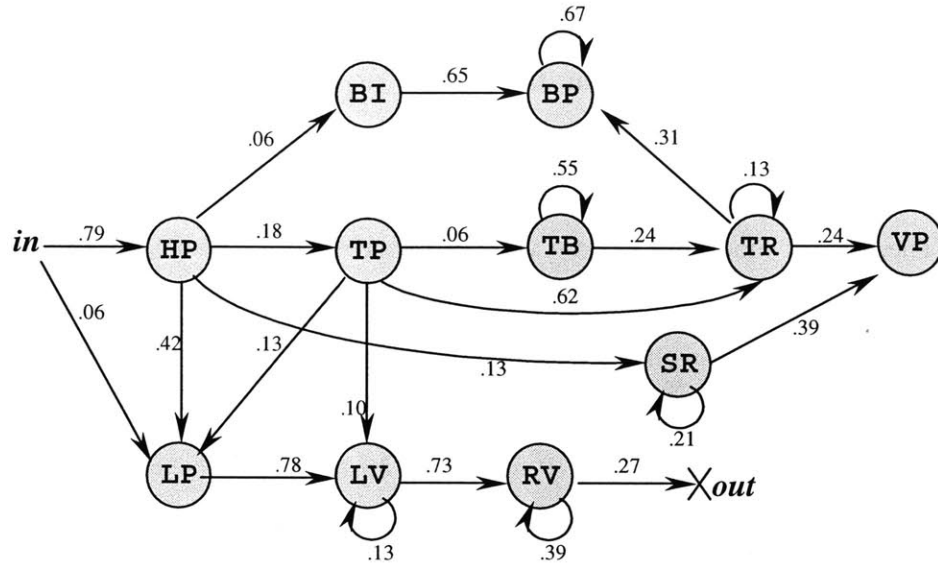 .67
BI .65 BP
.06 .31
.55 .13
in .79 HP .18 TP .06 TB .24 TR .24 VP
.62
.06 .42 .13 .13 SR .39
.10 .21
LP .78 LV .73 RV .27 out
.13 .39